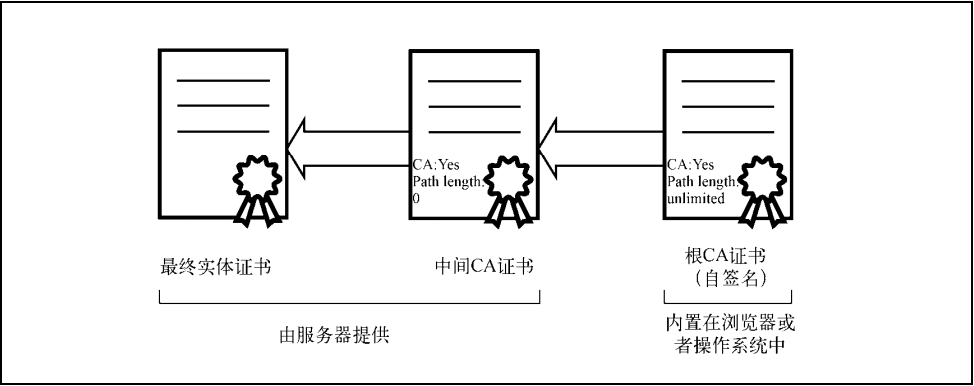 CA:Yes
Path length:
0
CA:Yes
Path length:
unlimited
最终实体证书
中间CA证书
根CA证书
（自签名）
由服务器提供
内置在浏览器或
者操作系统中